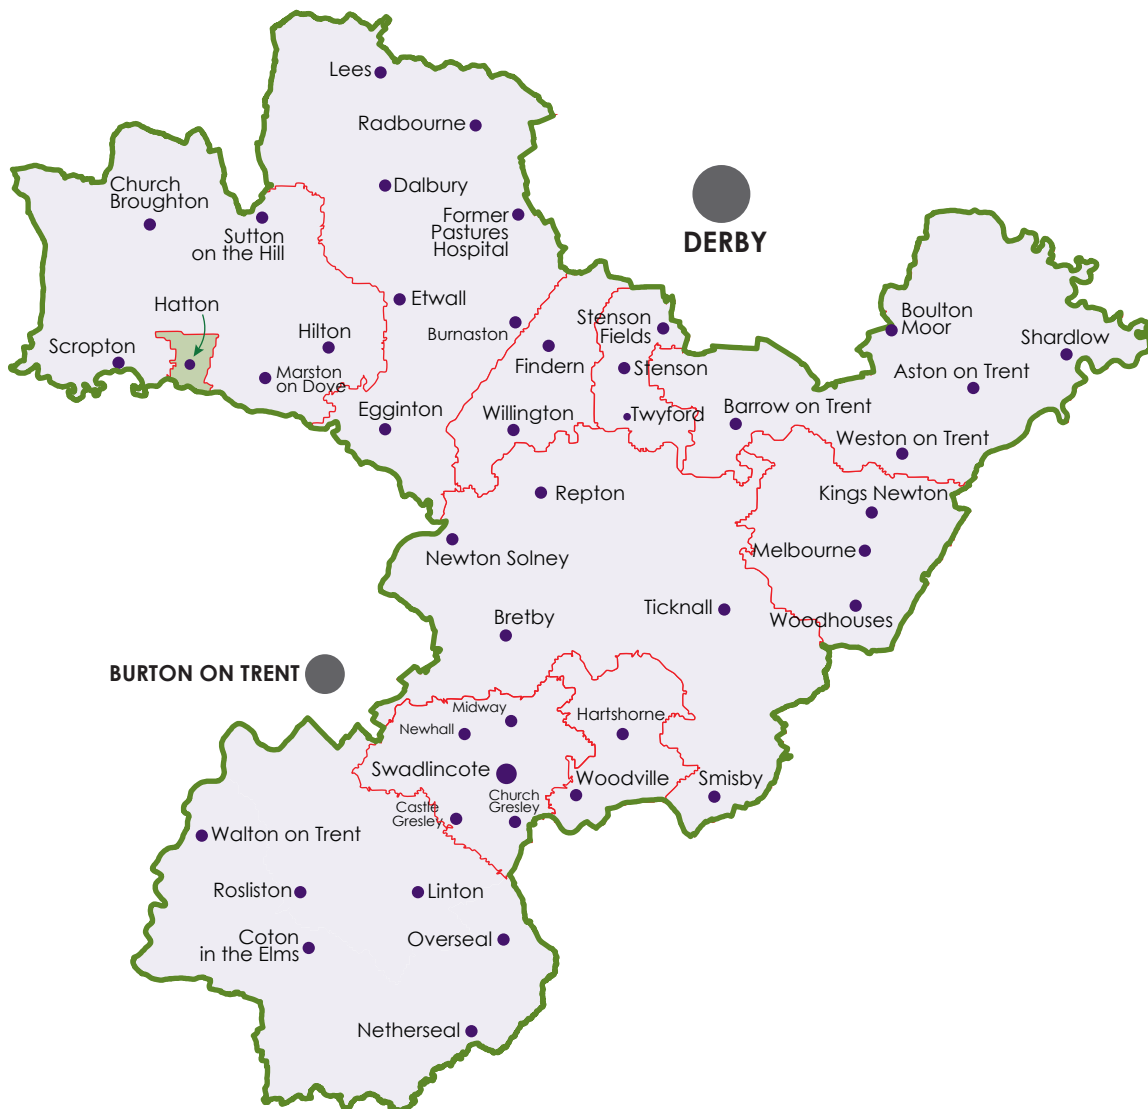 Lees
Radbourne
Dalbury
Church
Broughton
Former
Pastures
Hospital
Sutton
on the Hill
DERBY
Etwall
Hatton
Burnaston
Stenson
Fields
Boulton
Moor
Hilton
Shardlow
Scropton
Findern
Stenson
Marston
on Dove
Aston on Trent
Egginton
Willington
Twyford
Barrow on Trent
Weston on Trent
Kings Newton
Repton
Newton Solney
Melbourne
Bretby
Ticknall
Woodhouses
BURTON ON TRENT
Midway
Newhall
Hartshorne
Swadlincote
Woodville
Smisby
Castle
Gresley
Church
Gresley
Walton on Trent
Rosliston
Linton
Coton
in the Elms
Overseal
Netherseal